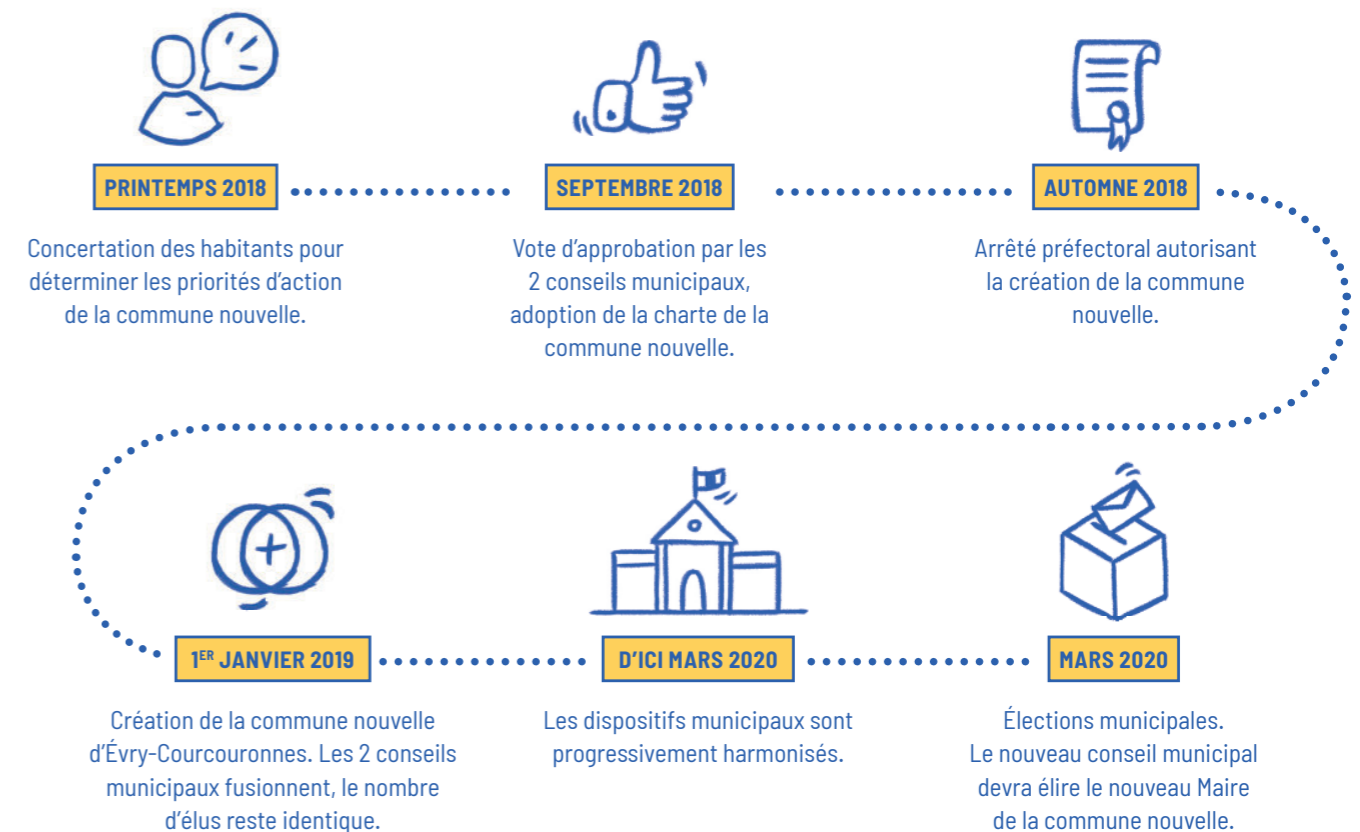 PRINTEMPS 2018
Concertation des habitants pour
déterminer les priorités d’action
de la commune nouvelle.
SEPTEMBRE 2018
Vote d’approbation par les
2 conseils municipaux,
adoption de la charte de la
commune nouvelle.
AUTOMNE 2018
Arrêté préfectoral autorisant
la création de la commune
nouvelle.
1ER JANVIER 2019
Création de la commune nouvelle
d’Évry-Courcouronnes. Les 2 conseils
municipaux fusionnent, le nombre
d’élus reste identique.
D’ICI MARS 2020
Les dispositifs municipaux sont
progressivement harmonisés.
MARS 2020
Élections municipales.
Le nouveau conseil municipal
devra élire le nouveau Maire
de la commune nouvelle.